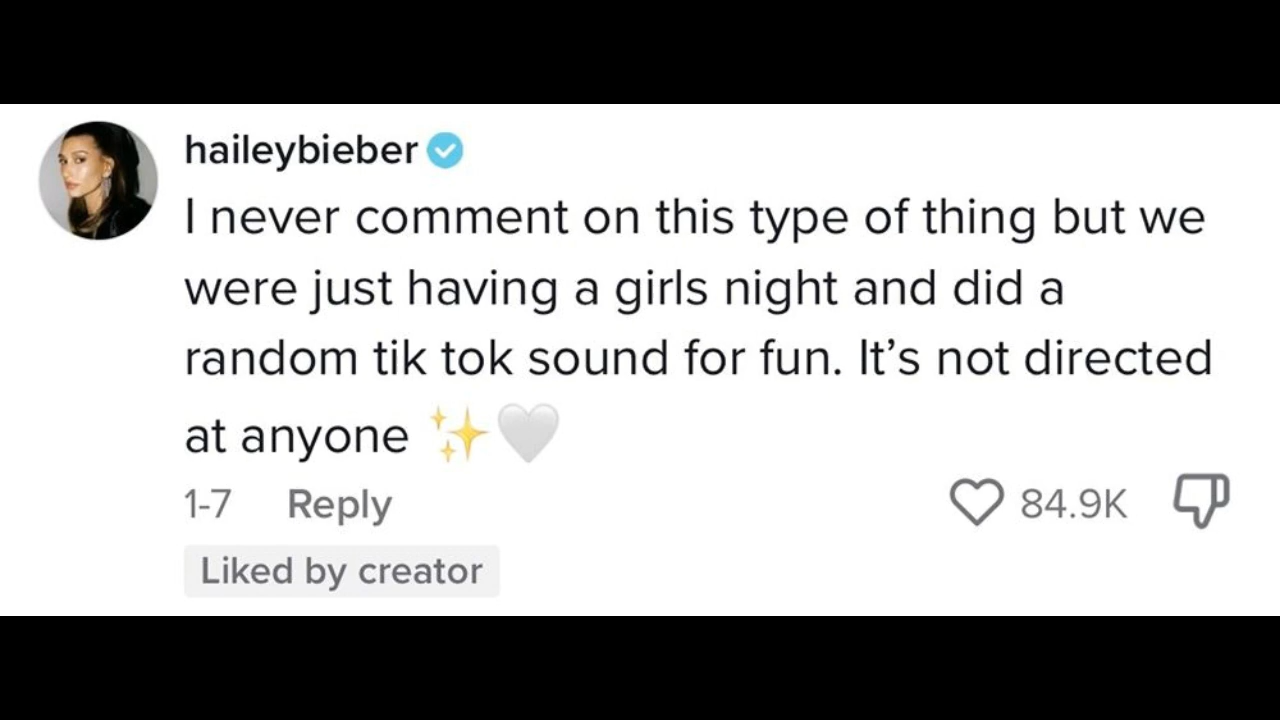 haileybieber
I never comment on this type of thing but we
were just having a girls night and did a
random tik tok sound for fun. It’s not directed
at anyone ✨🤍
1-7 Reply 84.9K
Liked by creator